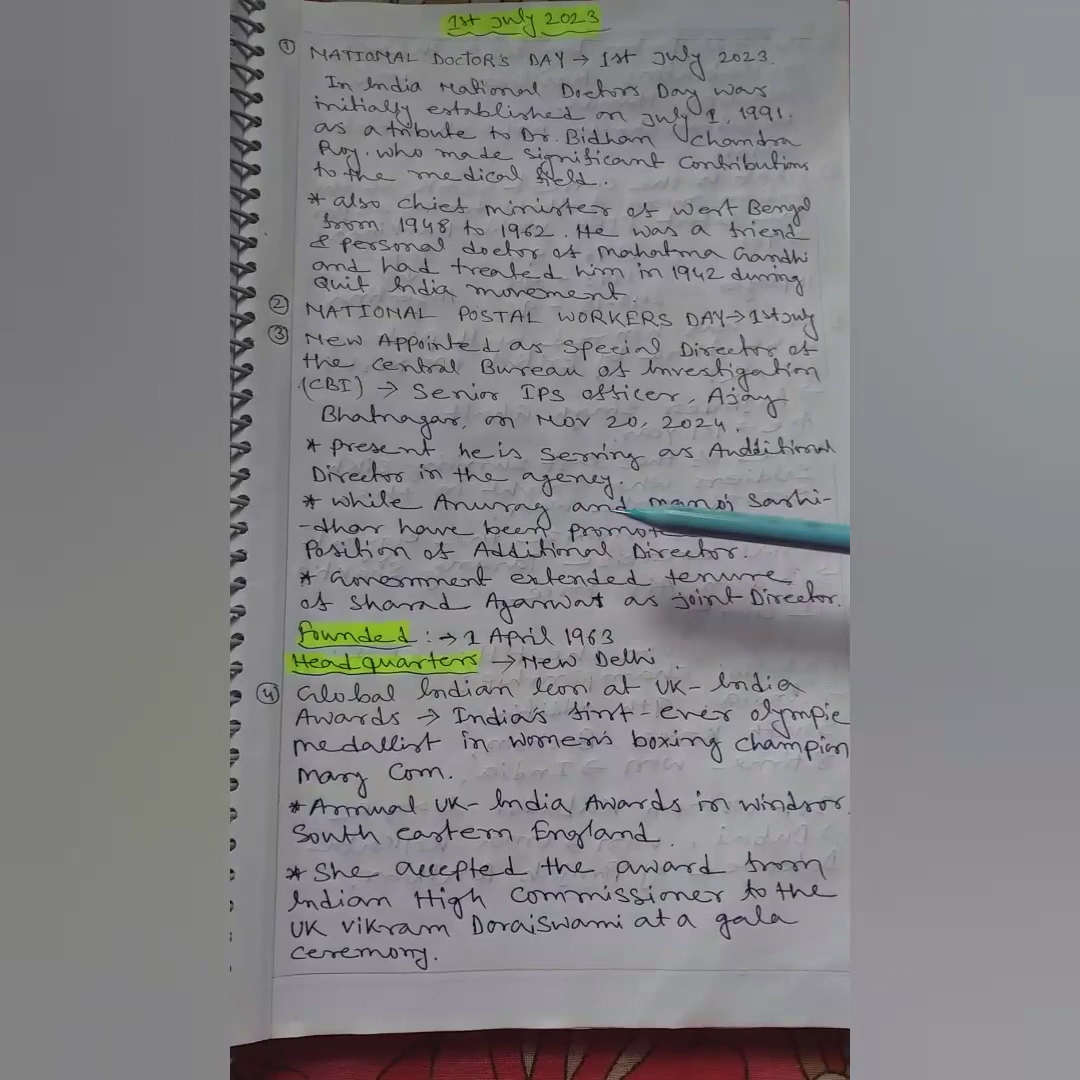 1st July 2023
① NATIONAL DOCTOR'S DAY → 1st July 2023.
In India National Doctors Day was
initially established on July 1, 1991.
as a tribute to Dr. Bidhan Chandra
Roy. who made significant contributions
to the medical field.
* also chief minister of West Bengal
from 1948 to 1962. He was a friend
& personal doctor of mahatma Gandhi
and had treated him in 1942 during
Quit India movement.
② NATIONAL POSTAL WORKERS DAY → 1st July
③ New Appointed as Special Director of
the central Bureau of Investigation
(CBI) → Senior IPS officer, Ajay
Bhatnagar, on Nov 20, 2024.
* present he is serving as Audditional
Director in the agency.
* while Anurag and manoj Sashi-
-dhar have been promot
position of Additional Director.
* Government extended tenure
of Sharad Agarwat as joint Director.
Founded : → 1 April 1963
Headquarters → New Delhi
④ Global Indian Icon at UK-India
Awards → India's first-ever olympic
medallist in women's boxing champion
mary Com.
* Annual UK-India Awards in windsor
South eastern England.
* She accepted the award from
Indian High Commissioner to the
UK Vikram Doraiswami at a gala
ceremony.